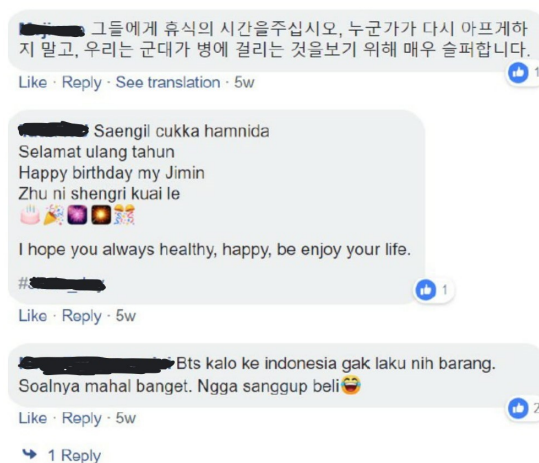 그들에게 휴식의 시간을주십시오, 누군가가 다시 아프게하
지 말고, 우리는 군대가 병에 걸리는 것을보기 위해 매우 슬퍼합니다.
Like · Reply · See translation · 5w
1
Saengil cukka hamnida
Selamat ulang tahun
Happy birthday my Jimin
Zhu ni shengri kuai le
🎂🎉🎆🎇🎊
I hope you always healthy, happy, be enjoy your life.
#
1
Like · Reply · 5w
Bts kalo ke indonesia gak laku nih barang.
Soalnya mahal banget. Ngga sanggup beli😂
2
Like · Reply · 5w
1 Reply